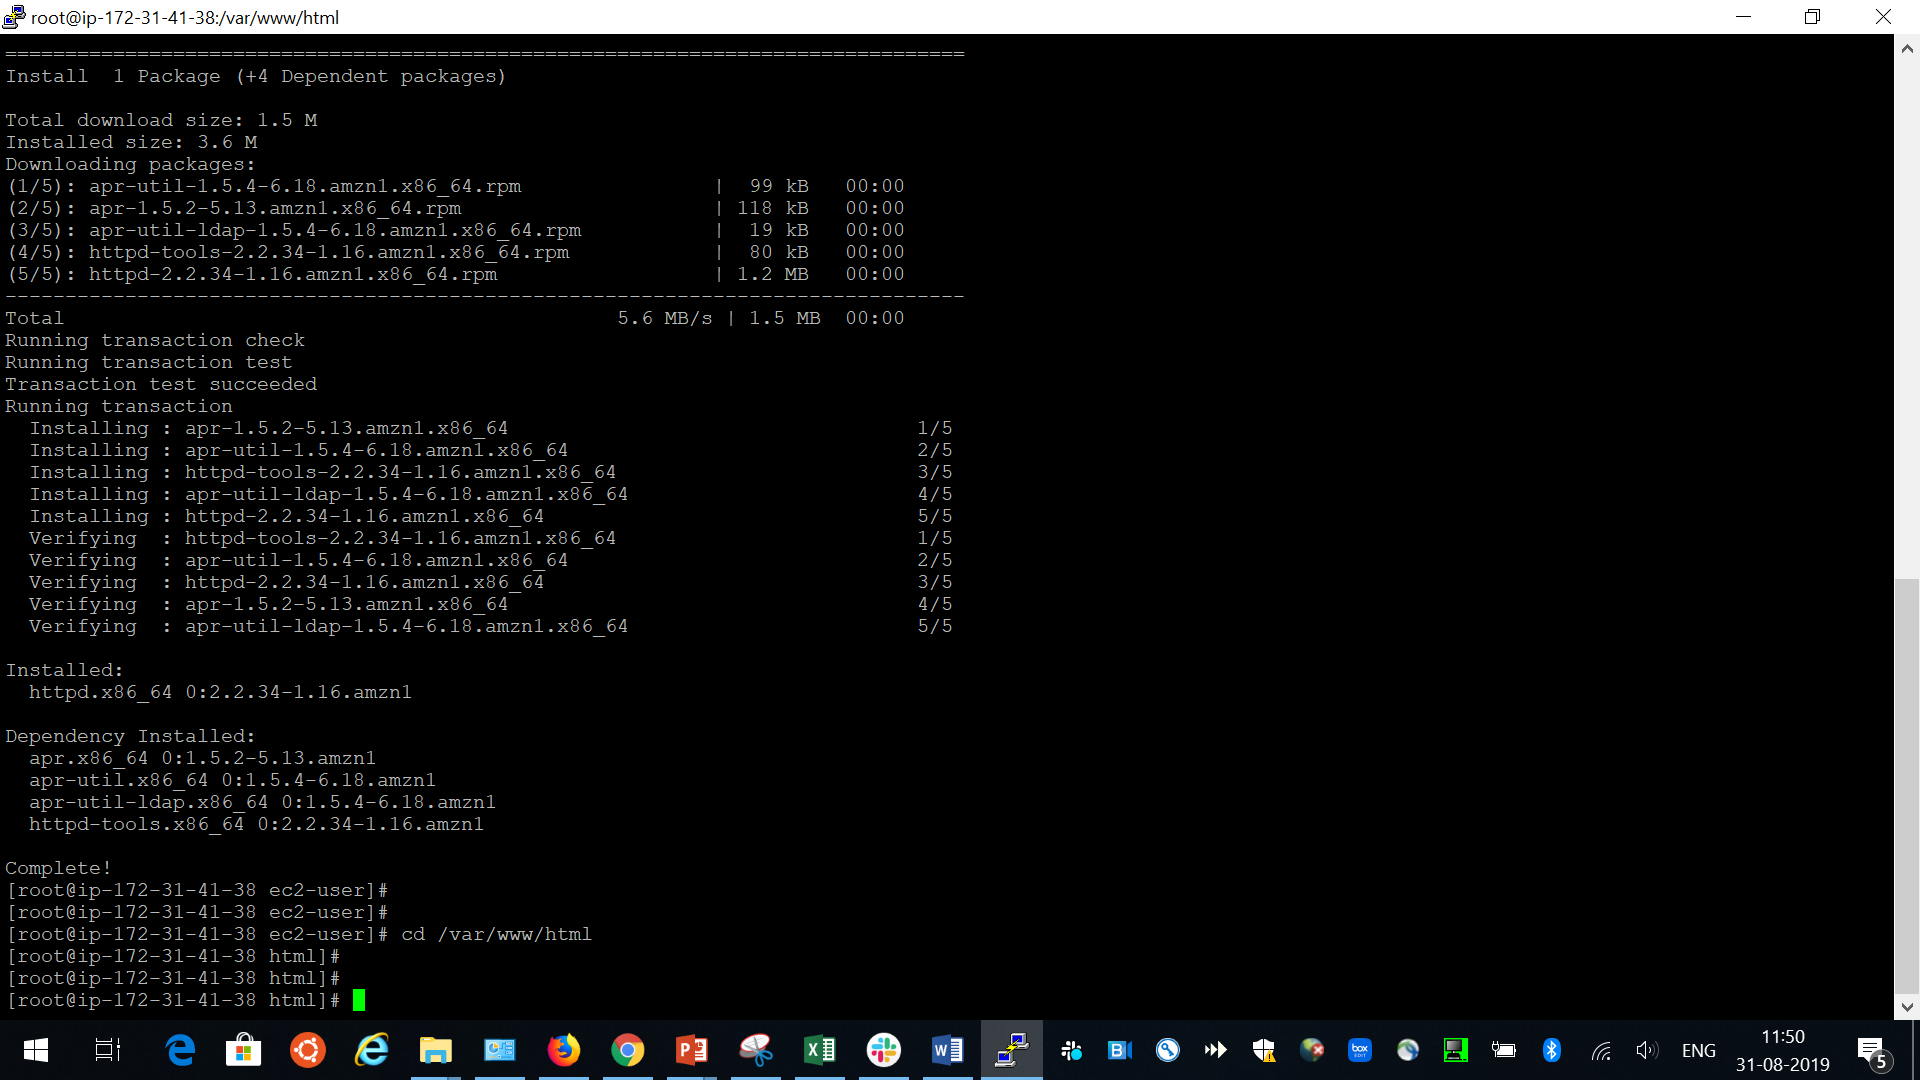 root@ip-172-31-41-38:/var/www/html
================================================================================
Install  1 Package (+4 Dependent packages)
Total download size: 1.5 M
Installed size: 3.6 M
Downloading packages:
(1/5): apr-util-1.5.4-6.18.amzn1.x86_64.rpm                |  99 kB   00:00
(2/5): apr-1.5.2-5.13.amzn1.x86_64.rpm                     | 118 kB   00:00
(3/5): apr-util-ldap-1.5.4-6.18.amzn1.x86_64.rpm           |  19 kB   00:00
(4/5): httpd-tools-2.2.34-1.16.amzn1.x86_64.rpm            |  80 kB   00:00
(5/5): httpd-2.2.34-1.16.amzn1.x86_64.rpm                  | 1.2 MB   00:00
--------------------------------------------------------------------------------
Total                                              5.6 MB/s | 1.5 MB  00:00
Running transaction check
Running transaction test
Transaction test succeeded
Running transaction
  Installing : apr-1.5.2-5.13.amzn1.x86_64                                  1/5
  Installing : apr-util-1.5.4-6.18.amzn1.x86_64                             2/5
  Installing : httpd-tools-2.2.34-1.16.amzn1.x86_64                         3/5
  Installing : apr-util-ldap-1.5.4-6.18.amzn1.x86_64                        4/5
  Installing : httpd-2.2.34-1.16.amzn1.x86_64                               5/5
  Verifying  : httpd-tools-2.2.34-1.16.amzn1.x86_64                         1/5
  Verifying  : apr-util-1.5.4-6.18.amzn1.x86_64                             2/5
  Verifying  : httpd-2.2.34-1.16.amzn1.x86_64                               3/5
  Verifying  : apr-1.5.2-5.13.amzn1.x86_64                                  4/5
  Verifying  : apr-util-ldap-1.5.4-6.18.amzn1.x86_64                        5/5
Installed:
  httpd.x86_64 0:2.2.34-1.16.amzn1
Dependency Installed:
  apr.x86_64 0:1.5.2-5.13.amzn1
  apr-util.x86_64 0:1.5.4-6.18.amzn1
  apr-util-ldap.x86_64 0:1.5.4-6.18.amzn1
  httpd-tools.x86_64 0:2.2.34-1.16.amzn1
Complete!
[root@ip-172-31-41-38 ec2-user]#
[root@ip-172-31-41-38 ec2-user]#
[root@ip-172-31-41-38 ec2-user]# cd /var/www/html
[root@ip-172-31-41-38 html]#
[root@ip-172-31-41-38 html]#
[root@ip-172-31-41-38 html]#
ENG
11:50
31-08-2019
5